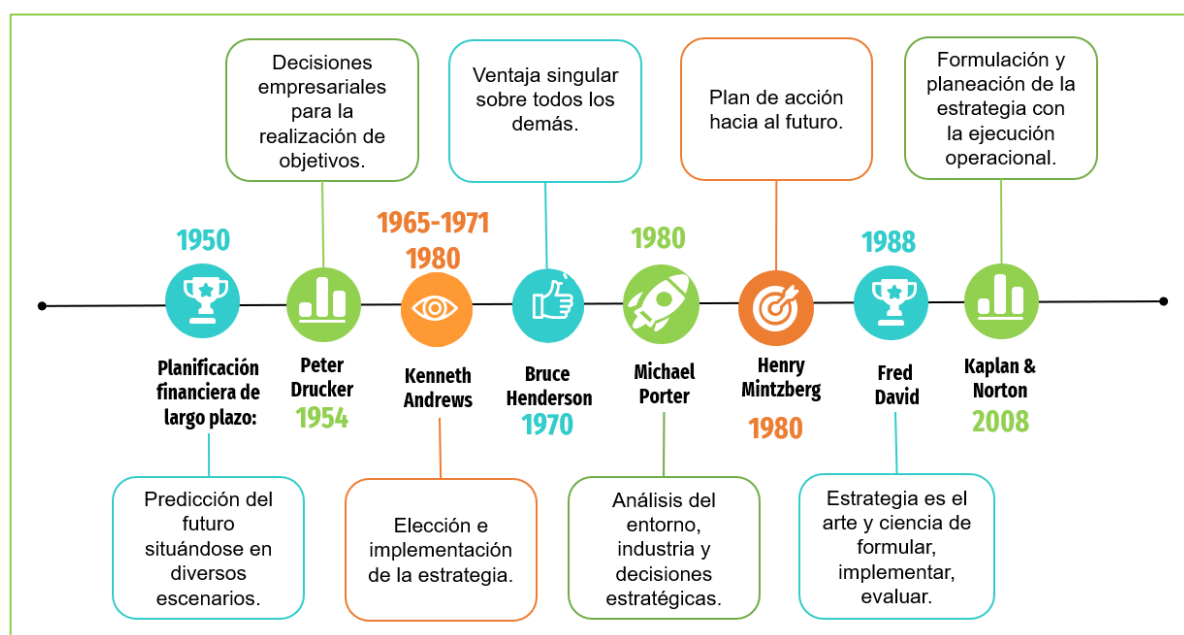 Decisiones
empresariales
para la
realización de
objetivos.
Ventaja singular
sobre todos los
demás.
Plan de acción
hacia al futuro.
Formulación y
planeación de la
estrategia con
la ejecución
operacional.
1950
1965-1971
1980
1980
1988
Planificación
financiera de
largo plazo:
Peter
Drucker
1954
Kenneth
Andrews
Bruce
Henderson
1970
Michael
Porter
Henry
Mintzberg
1980
Fred
David
Kaplan &
Norton
2008
Predicción del
futuro
situándose en
diversos
escenarios.
Elección e
implementación
de la estrategia.
Análisis del
entorno,
industria y
decisiones
estratégicas.
Estrategia es el
arte y ciencia de
formular,
implementar,
evaluar.